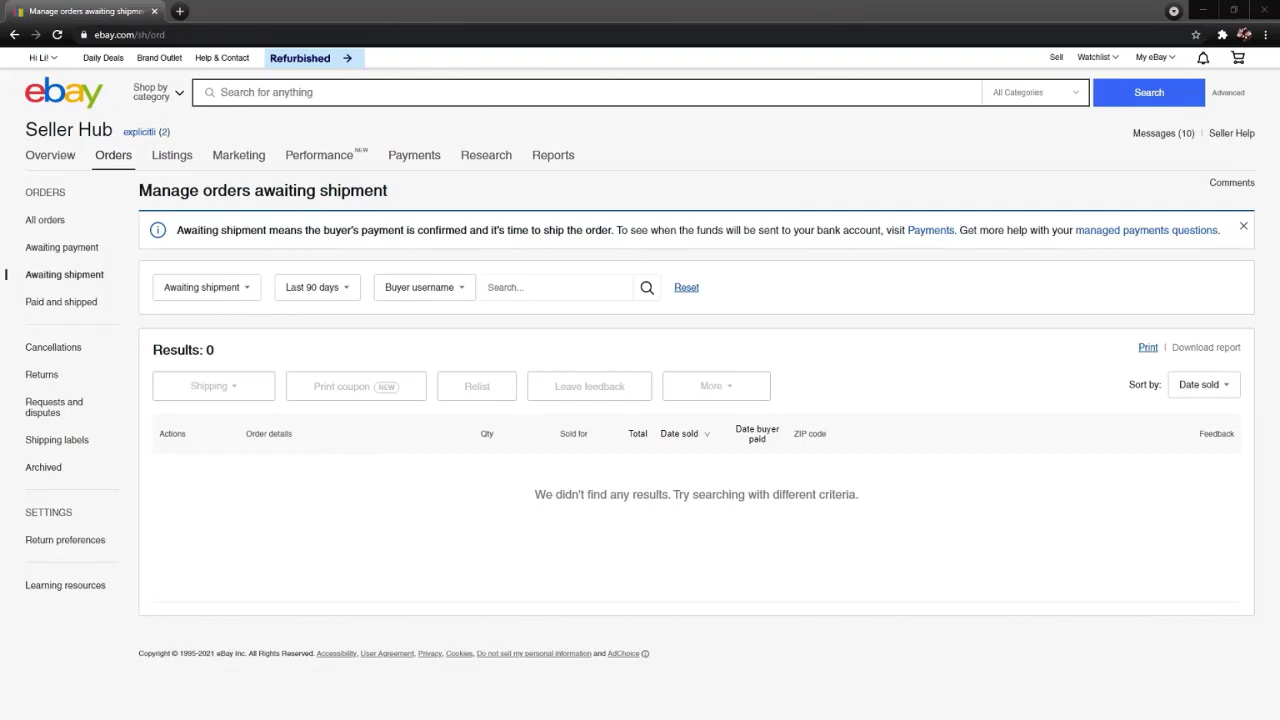 Manage orders awaiting shipmen
ebay.com/sh/ord
Hi Li! Daily Deals Brand Outlet Help & Contact Refurbished Sell Watchlist My eBay
ebay Shop by category Search for anything All Categories Search Advanced
Seller Hub explicitli (2) Messages (10) Seller Help
Overview Orders Listings Marketing Performance NEW Payments Research Reports
Comments
ORDERS
All orders
Awaiting payment
Awaiting shipment
Paid and shipped
Cancellations
Returns
Requests and
disputes
Shipping labels
Archived
SETTINGS
Return preferences
Learning resources
Manage orders awaiting shipment
Awaiting shipment means the buyer's payment is confirmed and it's time to ship the order. To see when the funds will be sent to your bank account, visit Payments. Get more help with your managed payments questions.
Awaiting shipment Last 90 days Buyer username Search... Reset
Results: 0 Print Download report
Shipping Print coupon NEW Relist Leave feedback More Sort by: Date sold
Actions Order details Qty Sold for Total Date sold Date buyer paid ZIP code Feedback
We didn't find any results. Try searching with different criteria.
Copyright © 1995-2021 eBay Inc. All Rights Reserved. Accessibility, User Agreement, Privacy, Cookies, Do not sell my personal information and AdChoice